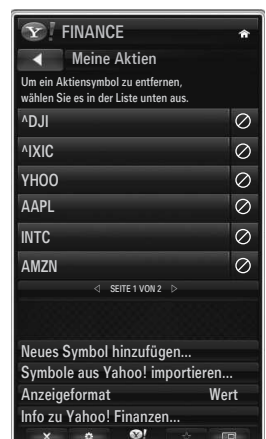 Y! FINANCE
Meine Aktien
Um ein Aktiensymbol zu entfernen,
wählen Sie es in der Liste unten aus.
^DJI
^IXIC
YHOO
AAPL
INTC
AMZN
SEITE 1 VON 2
Neues Symbol hinzufügen...
Symbole aus Yahoo! importieren...
Anzeigeformat Wert
Info zu Yahoo! Finanzen...
Y!